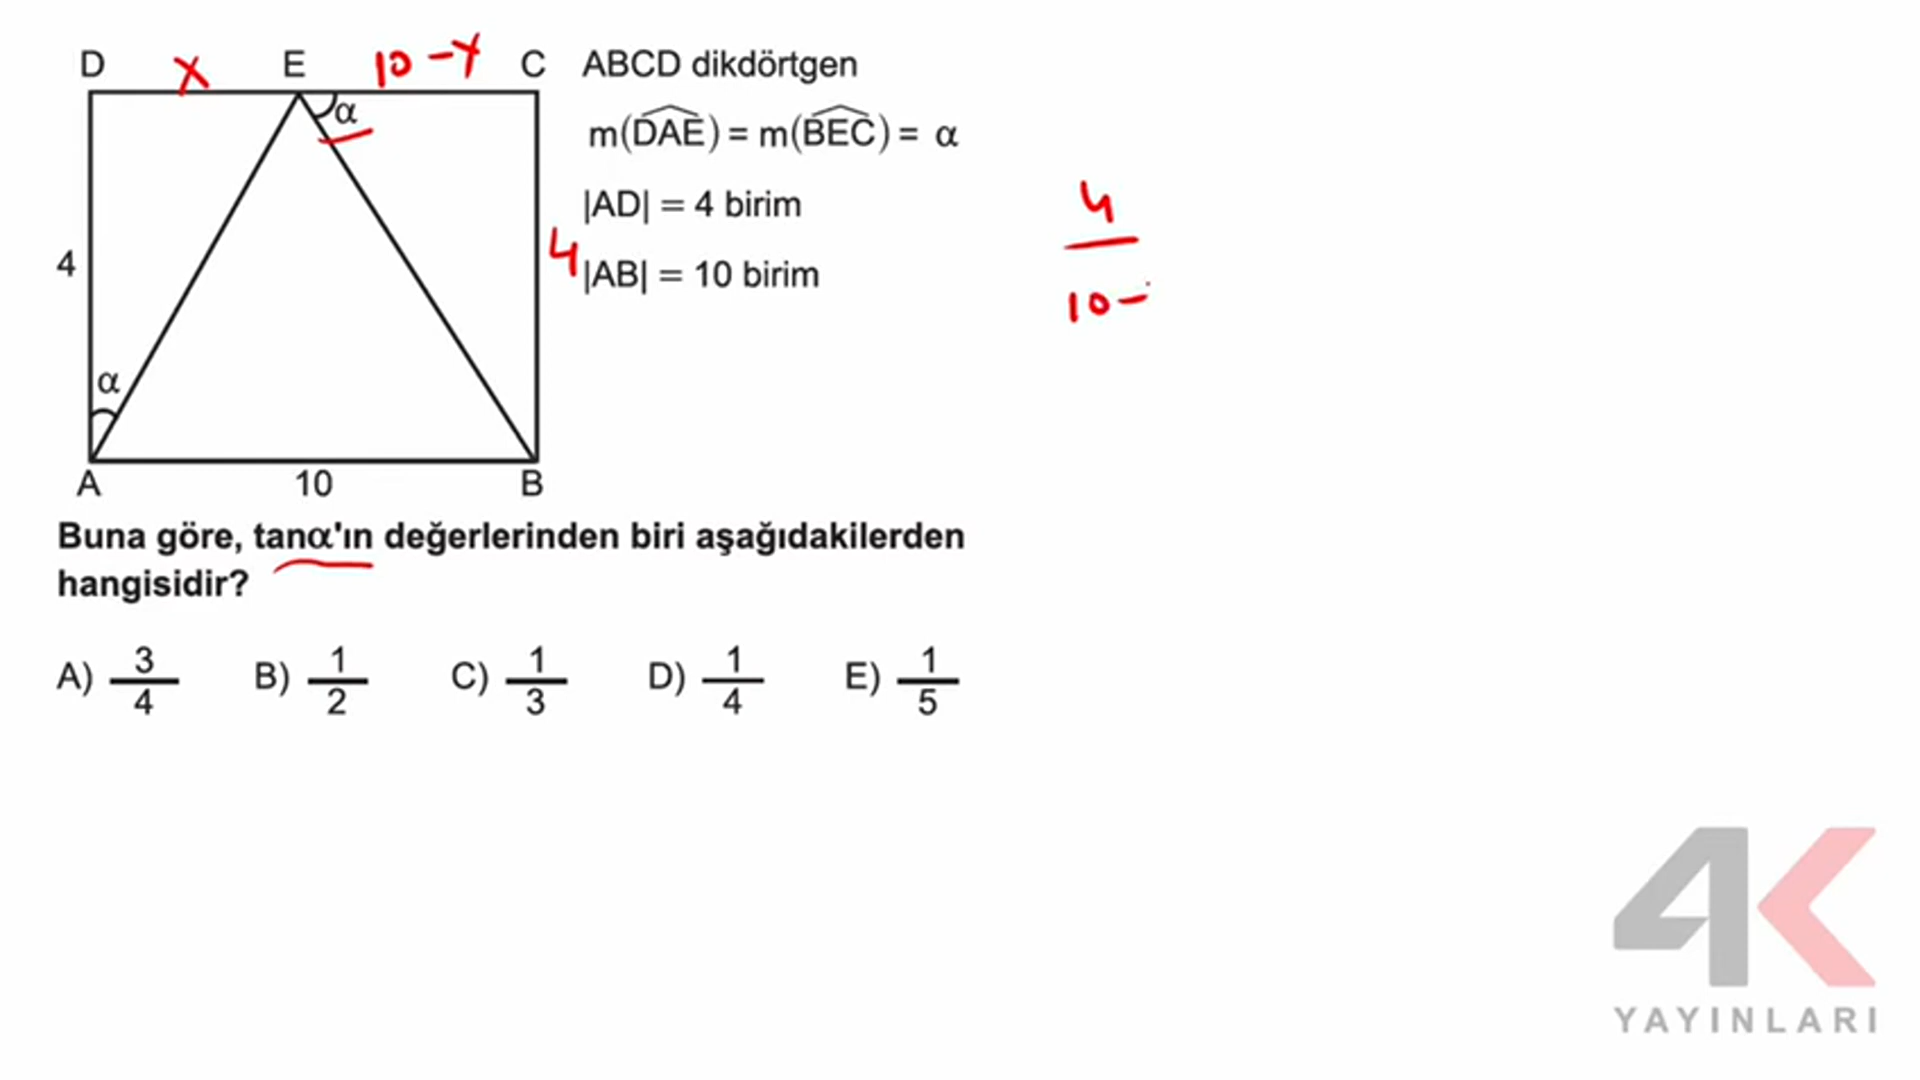 D x E 10 - x C
α
4
4
α
A 10 B
ABCD dikdörtgen
m(DAE) = m(BEC) = α
|AD| = 4 birim
|AB| = 10 birim
4
10 -
Buna göre, tanα'ın değerlerinden biri aşağıdakilerden
hangisidir?
A) 3/4 B) 1/2 C) 1/3 D) 1/4 E) 1/5
4K
YAYINLARI